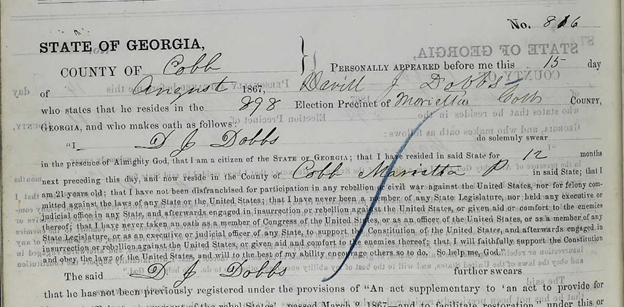 No. 816
STATE OF GEORGIA,
COUNTY OF Cobb } PERSONALLY APPEARED before me this 15 day
of August 1867, David J Dobbs
who states that he resides in the 898 Election Precinct of Marietta Cobb COUNTY,
GEORGIA, and makes oath as follows:
"I D J Dobbs do solemnly swear
in the presence of Almighty God, that I am a citizen of the STATE OF GEORGIA; that I have resided in said State for 12 months
next preceding this day, and now reside in the County of Cobb Marietta P in said State; that I
am 21 years old; that I have not been disfranchised for participation in any rebellion or civil war against the United States, nor for felony com-
mitted against the laws of any State or the United States; that I have never been a member of any State Legislature, nor held any executive or
judicial office in any State, and afterwards engaged in insurrection or rebellion against the United States, or given aid or comfort to the enemies
thereof; that I have never taken an oath as a member of Congress of the United States, or as an officer of the United States, or as a member of any
State Legislature, or as an executive or judicial officer of any State, to support the Constitution of the United States, and afterwards engaged in
insurrection or rebellion against the United States, or given aid or comfort to the enemies thereof; that I will faithfully support the Constitution
and obey the laws of the United States, and will to the best of my ability encourage others so to do. So help me, God."
The said D J Dobbs further swears
that he has not been previously registered under the provisions of "An act supplementary to 'an act to provide for
passed March 2, 1867—and to facilitate restoration